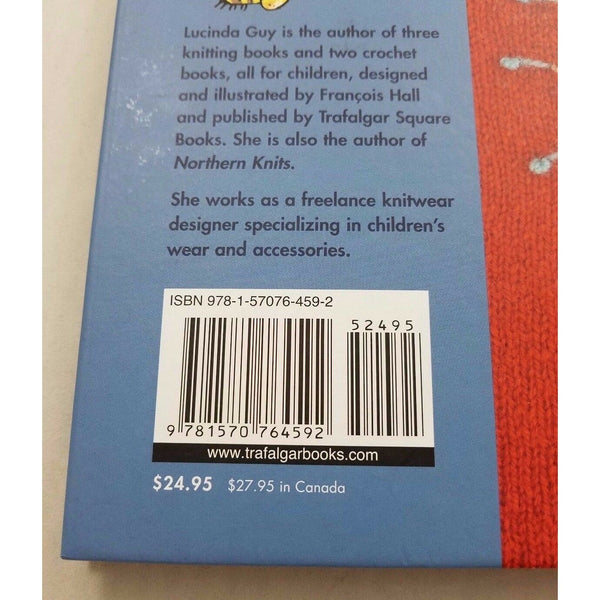 Lucinda Guy is the author of three
knitting books and two crochet
books, all for children, designed
and illustrated by François Hall
and published by Trafalgar Square
Books. She is also the author of
Northern Knits.
She works as a freelance knitwear
designer specializing in children's
wear and accessories.
ISBN 978-1-57076-459-2
52495
9 781570 764592
www.trafalgarbooks.com
$24.95 $27.95 in Canada